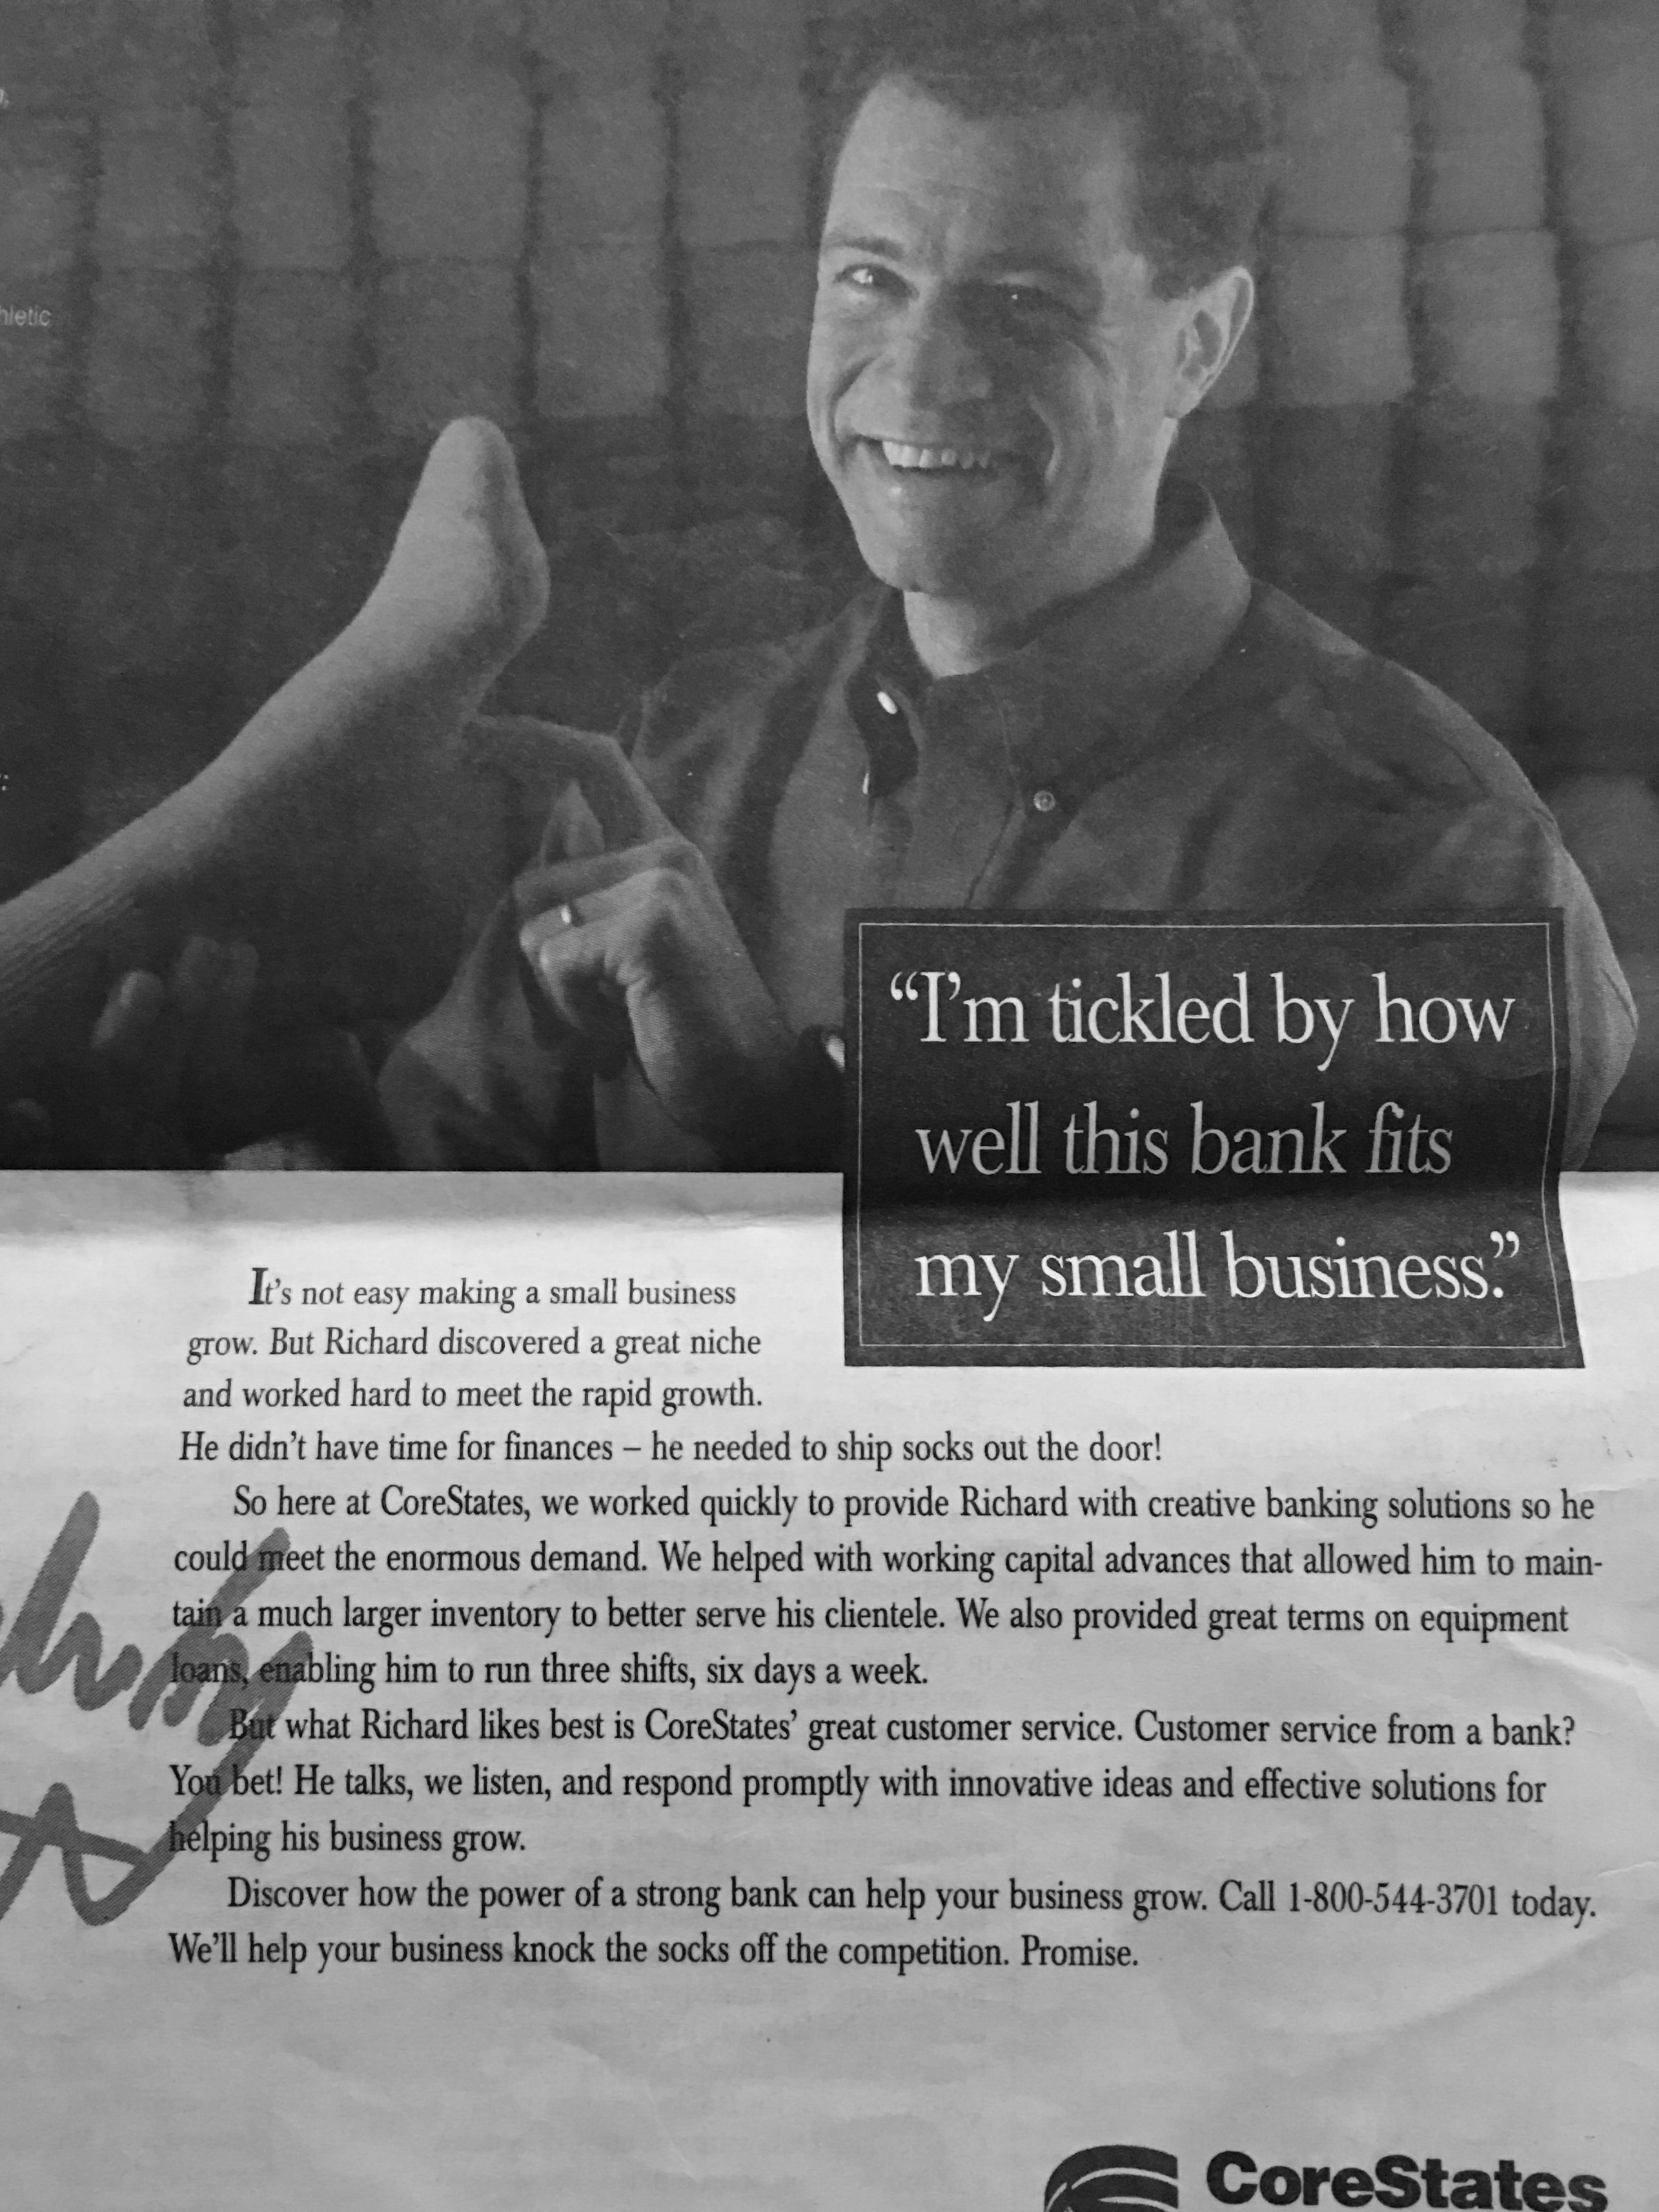 hletic
“I’m tickled by how
well this bank fits
my small business.”
It’s not easy making a small business
grow. But Richard discovered a great niche
and worked hard to meet the rapid growth.
He didn’t have time for finances – he needed to ship socks out the door!
So here at CoreStates, we worked quickly to provide Richard with creative banking solutions so he
could meet the enormous demand. We helped with working capital advances that allowed him to main-
tain a much larger inventory to better serve his clientele. We also provided great terms on equipment
loans, enabling him to run three shifts, six days a week.
But what Richard likes best is CoreStates’ great customer service. Customer service from a bank?
You bet! He talks, we listen, and respond promptly with innovative ideas and effective solutions for
helping his business grow.
Discover how the power of a strong bank can help your business grow. Call 1-800-544-3701 today.
We’ll help your business knock the socks off the competition. Promise.
CoreStates